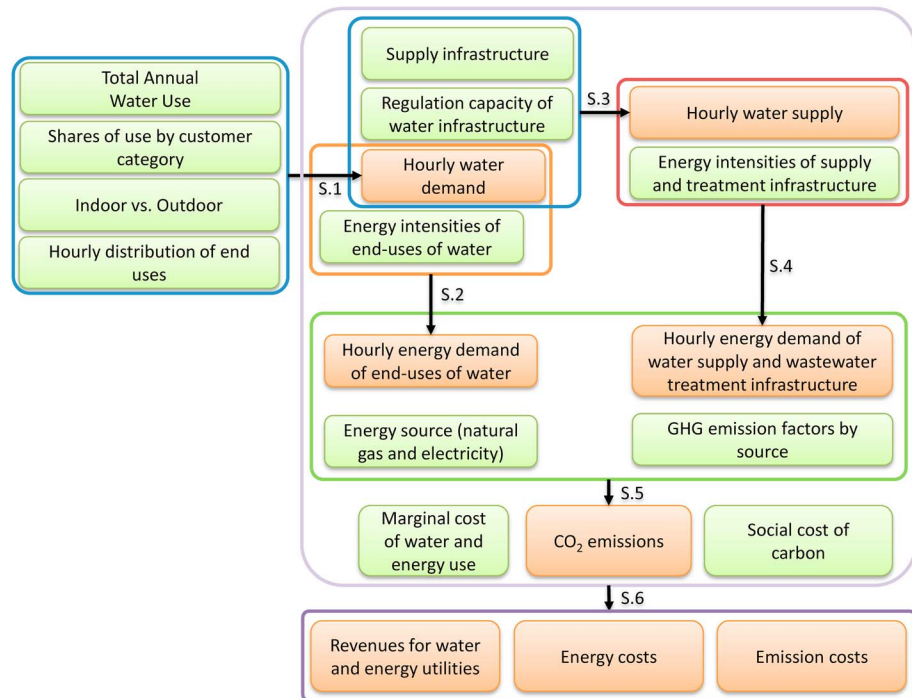 Total Annual
Water Use
Shares of use by customer
category
Indoor vs. Outdoor
Hourly distribution of end
uses
S.1
Supply infrastructure
Regulation capacity of
water infrastructure
Hourly water
demand
Energy intensities of
end-uses of water
S.3
Hourly water supply
Energy intensities of supply
and treatment infrastructure
S.2
S.4
Hourly energy demand
of end-uses of water
Hourly energy demand of
water supply and wastewater
treatment infrastructure
Energy source (natural
gas and electricity)
GHG emission factors by
source
S.5
Marginal cost
of water and
energy use
CO₂ emissions
Social cost of
carbon
S.6
Revenues for water
and energy utilities
Energy costs
Emission costs